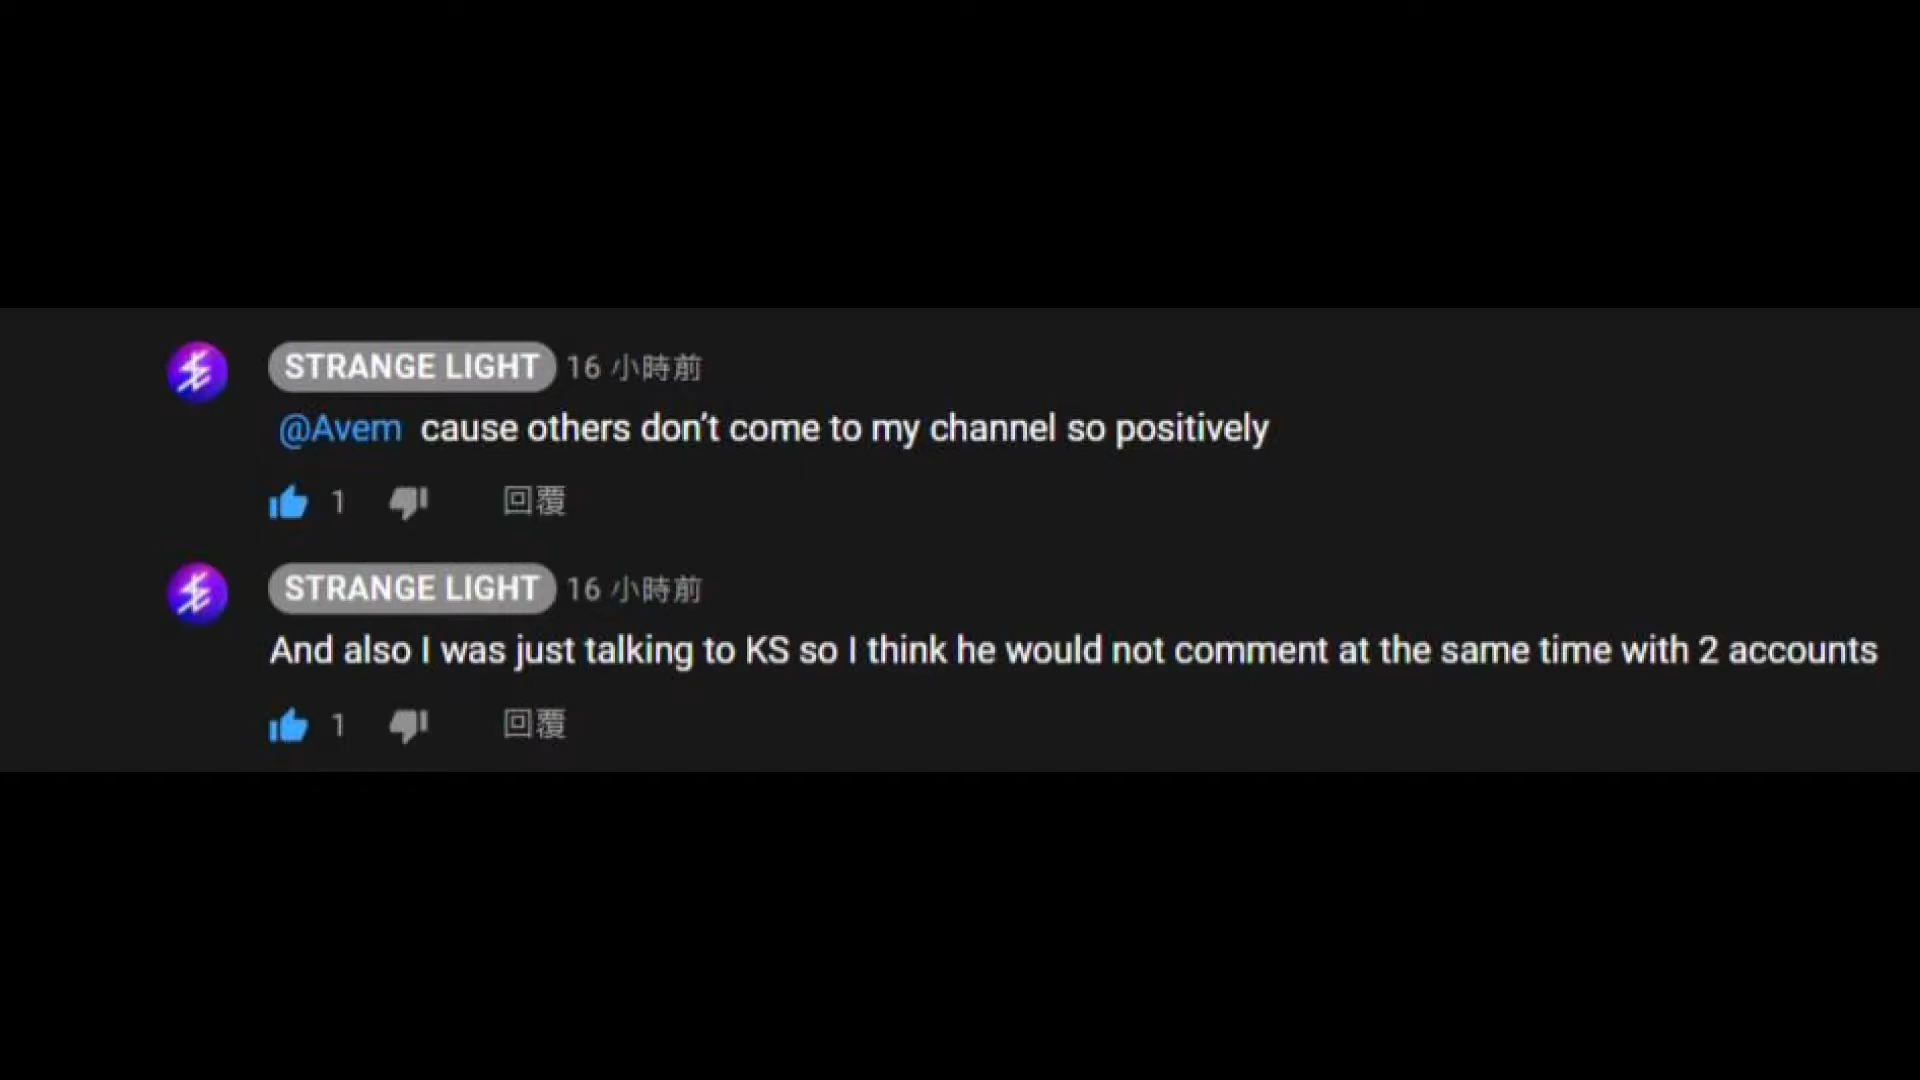 STRANGE LIGHT 16 小時前
@Avem cause others don't come to my channel so positively
1 回覆
STRANGE LIGHT 16 小時前
And also I was just talking to KS so I think he would not comment at the same time with 2 accounts
1 回覆